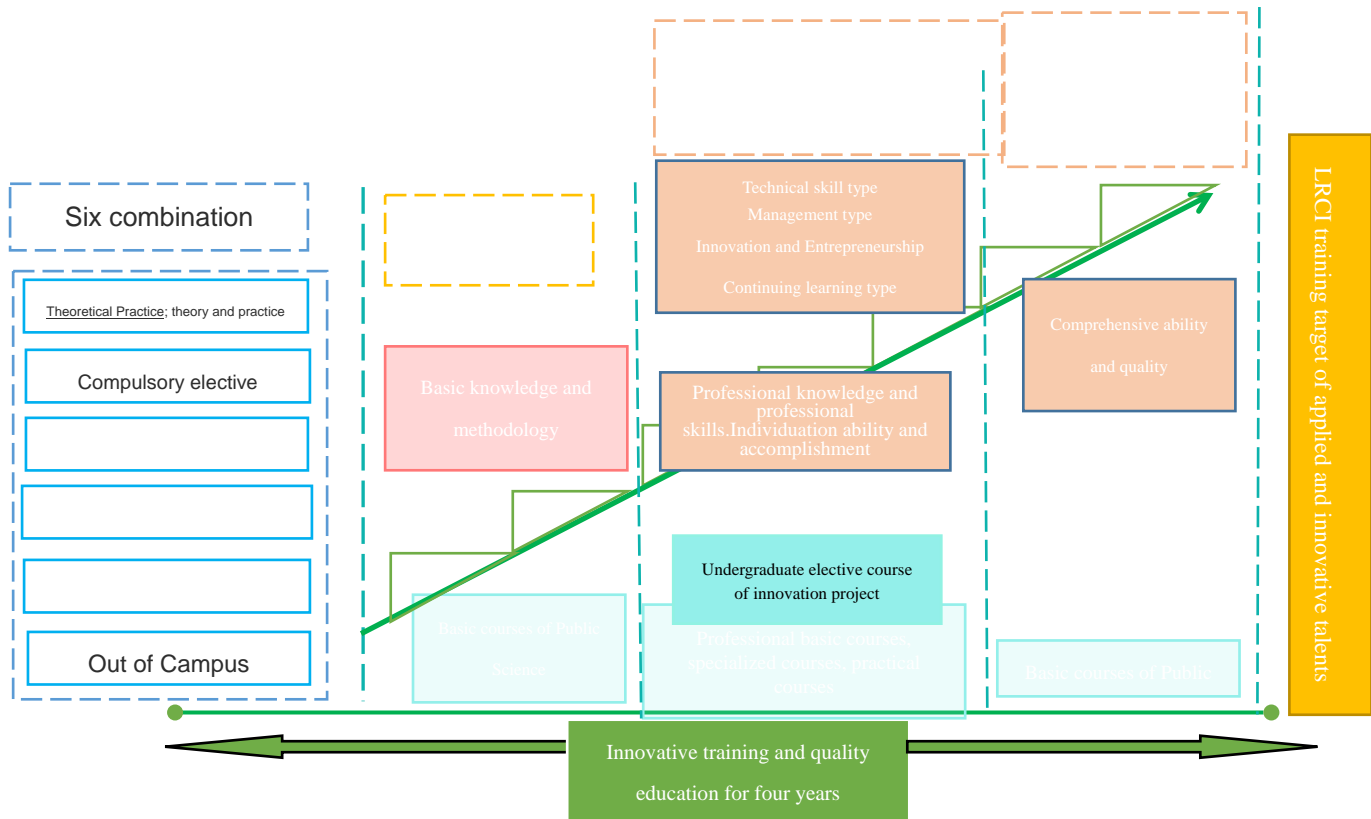 Six combination
Theoretical Practice; theory and practice
Compulsory elective
Out of Campus
Basic knowledge and
methodology
Basic courses of Public
Science
Technical skill type
Management type
Innovation and Entrepreneurship
Continuing learning type
Professional knowledge and
professional
skills.Individuation ability and
accomplishment
Undergraduate elective course
of innovation project
Professional basic courses,
specialized courses, practical
courses
Comprehensive ability
and quality
Basic courses of Public
LRCI training target of applied and innovative talents
Innovative training and quality
education for four years